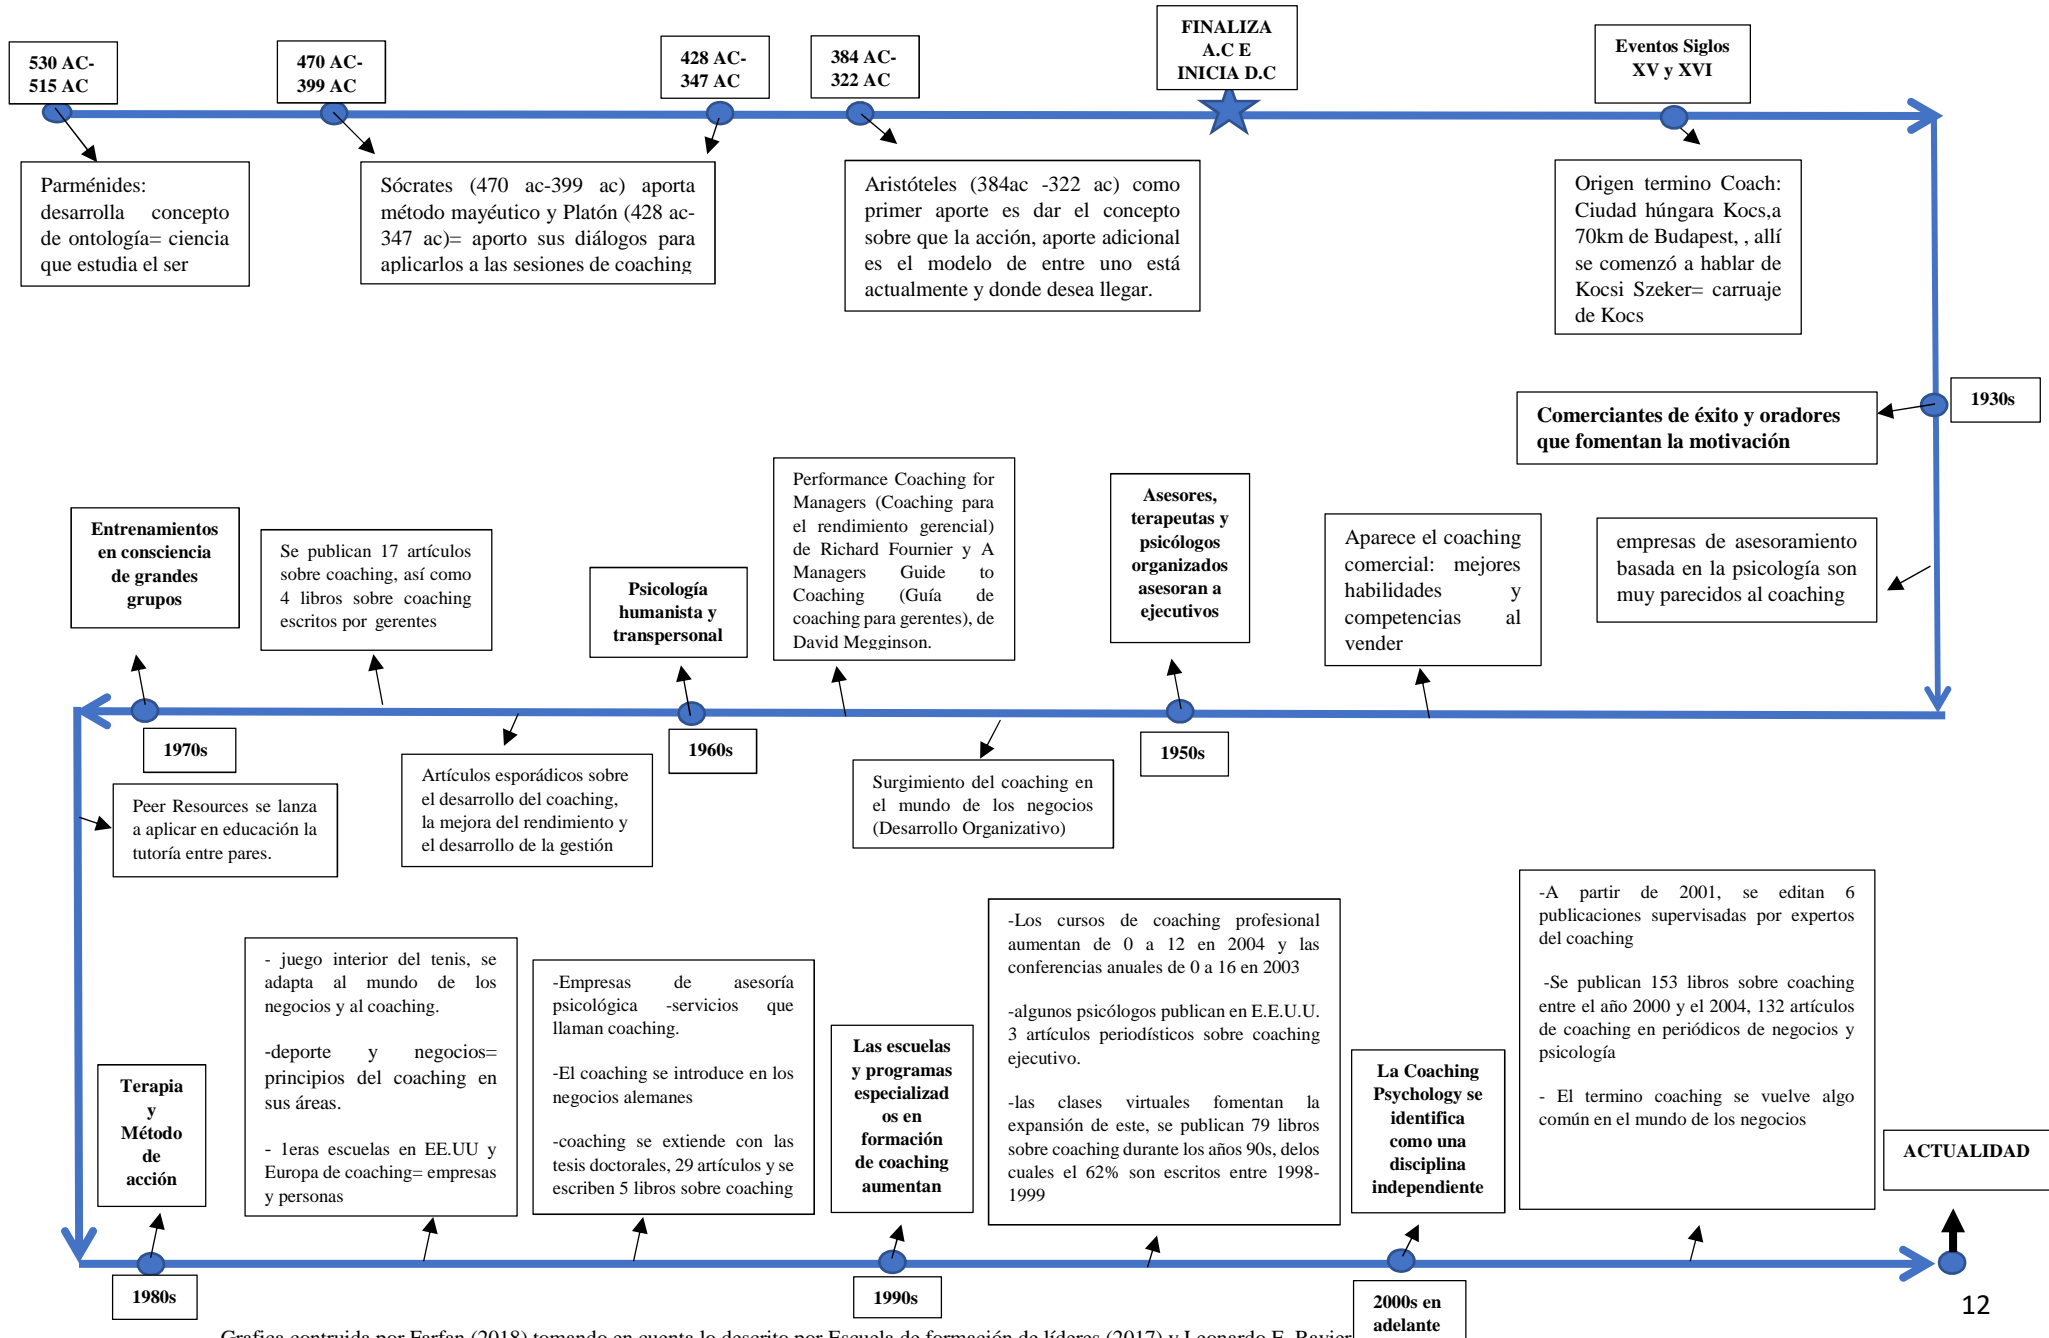 530 AC-
515 AC
470 AC-
399 AC
428 AC-
347 AC
384 AC-
322 AC
FINALIZA
A.C E
INICIA D.C
Eventos Siglos
XV y XVI
Parménides:
desarrolla concepto
de ontología= ciencia
que estudia el ser
Sócrates (470 ac-399 ac) aporta
método mayéutico y Platón (428 ac-
347 ac)= aporto sus diálogos para
aplicarlos a las sesiones de coaching
Aristóteles (384ac -322 ac) como
primer aporte es dar el concepto
sobre que la acción, aporte adicional
es el modelo de entre uno está
actualmente y donde desea llegar.
Origen termino Coach:
Ciudad húngara Kocs,a
70km de Budapest, , allí
se comenzó a hablar de
Kocsi Szeker= carruaje
de Kocs
1930s
Comerciantes de éxito y oradores
que fomentan la motivación
empresas de asesoramiento
basada en la psicología son
muy parecidos al coaching
Aparece el coaching
comercial: mejores
habilidades y
competencias al
vender
Asesores,
terapeutas y
psicólogos
organizados
asesoran a
ejecutivos
1950s
Surgimiento del coaching en
el mundo de los negocios
(Desarrollo Organizativo)
Performance Coaching for
Managers (Coaching para
el rendimiento gerencial)
de Richard Fournier y A
Managers Guide to
Coaching (Guía de
coaching para gerentes), de
David Megginson.
Psicología
humanista y
transpersonal
1960s
Artículos esporádicos sobre
el desarrollo del coaching,
la mejora del rendimiento y
el desarrollo de la gestión
Se publican 17 artículos
sobre coaching, así como
4 libros sobre coaching
escritos por gerentes
Entrenamientos
en consciencia
de grandes
grupos
1970s
Peer Resources se lanza
a aplicar en educación la
tutoría entre pares.
Terapia
y
Método
de
acción
1980s
- juego interior del tenis, se
adapta al mundo de los
negocios y al coaching.
-deporte y negocios=
principios del coaching en
sus áreas.
- 1eras escuelas en EE.UU y
Europa de coaching= empresas
y personas
-Empresas de asesoría
psicológica -servicios que
llaman coaching.
-El coaching se introduce en los
negocios alemanes
-coaching se extiende con las
tesis doctorales, 29 artículos y se
escriben 5 libros sobre coaching
Las escuelas
y programas
especializad
os en
formación
de coaching
aumentan
1990s
-Los cursos de coaching profesional
aumentan de 0 a 12 en 2004 y las
conferencias anuales de 0 a 16 en 2003
-algunos psicólogos publican en E.E.U.U.
3 artículos periodísticos sobre coaching
ejecutivo.
-las clases virtuales fomentan la
expansión de este, se publican 79 libros
sobre coaching durante los años 90s, delos
cuales el 62% son escritos entre 1998-
1999
La Coaching
Psychology se
identifica
como una
disciplina
independiente
2000s en
adelante
-A partir de 2001, se editan 6
publicaciones supervisadas por expertos
del coaching
-Se publican 153 libros sobre coaching
entre el año 2000 y el 2004, 132 artículos
de coaching en periódicos de negocios y
psicología
- El termino coaching se vuelve algo
común en el mundo de los negocios
ACTUALIDAD
12
Grafica contruida por Farfan (2018) tomando en cuenta lo descrito por Escuela de formación de líderes (2017) y Leonardo E. Ravier